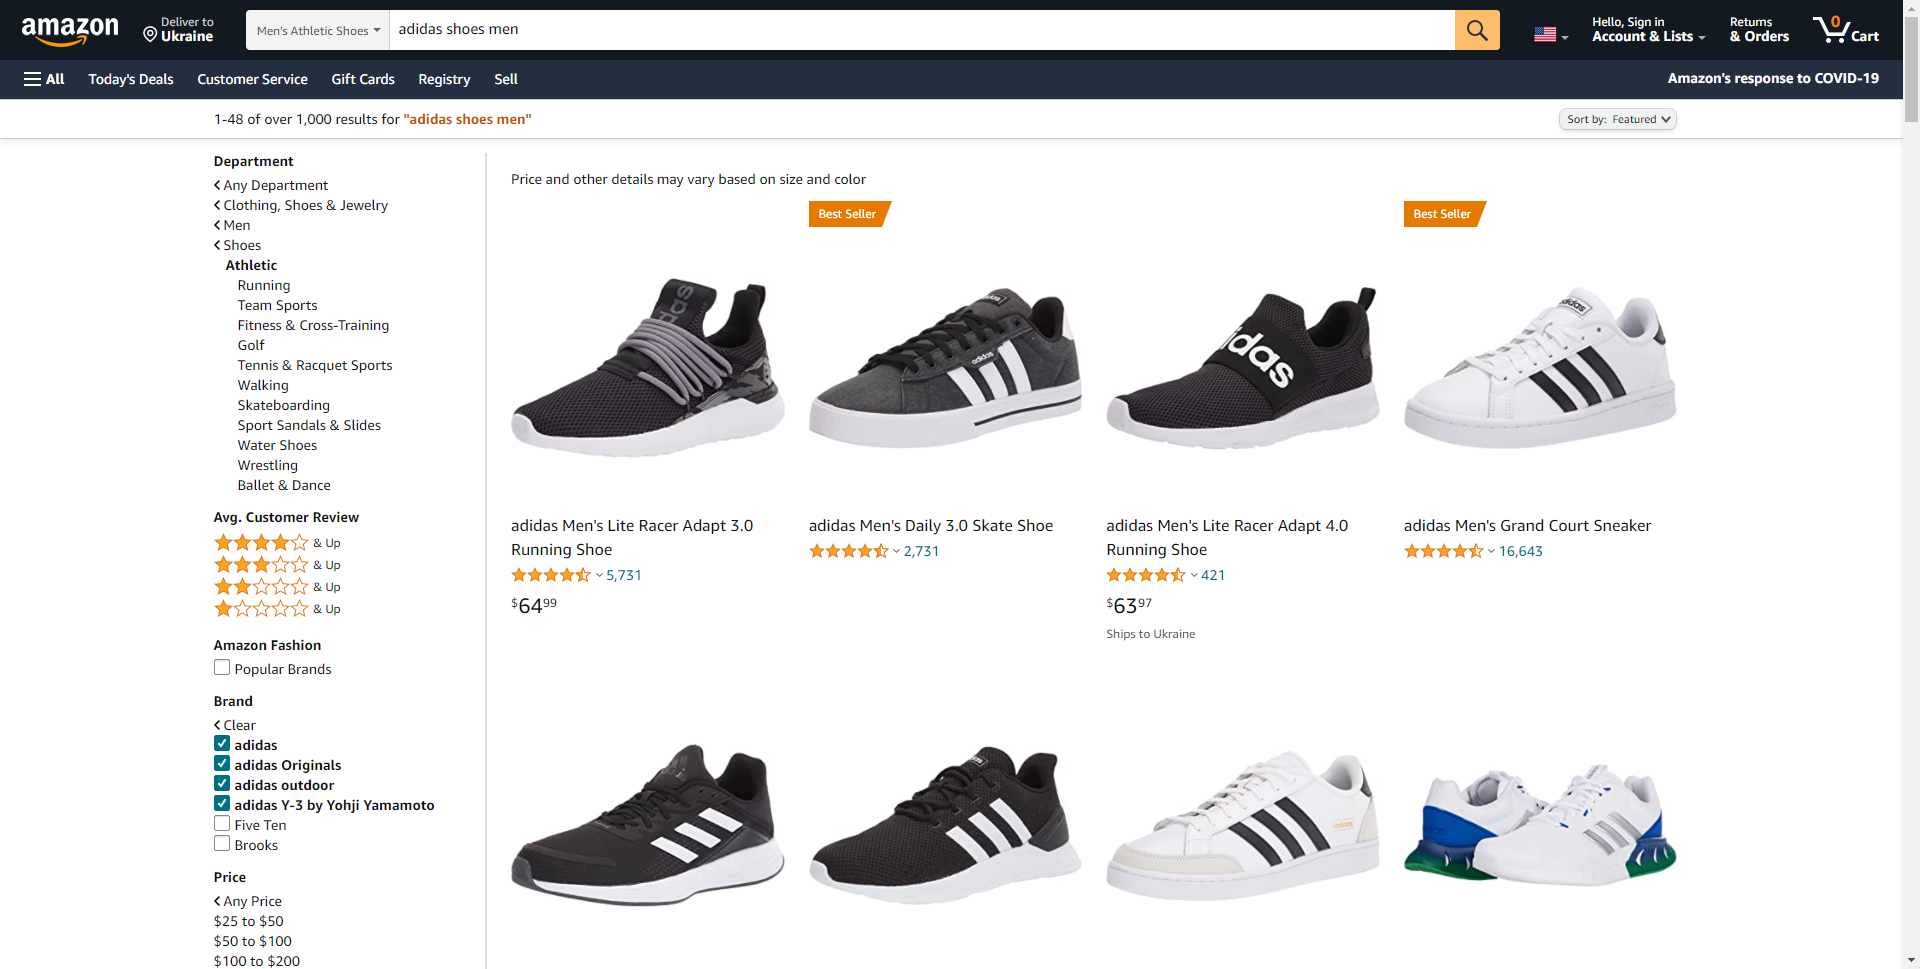 amazon
Deliver to
Ukraine
Men's Athletic Shoes
adidas shoes men
Hello, Sign in
Account & Lists
Returns
& Orders
0
Cart
All
Today's Deals
Customer Service
Gift Cards
Registry
Sell
Amazon's response to COVID-19
1-48 of over 1,000 results for "adidas shoes men"
Sort by: Featured
Department
Any Department
Clothing, Shoes & Jewelry
Men
Shoes
Athletic
Running
Team Sports
Fitness & Cross-Training
Golf
Tennis & Racquet Sports
Walking
Skateboarding
Sport Sandals & Slides
Water Shoes
Wrestling
Ballet & Dance
Avg. Customer Review
& Up
& Up
& Up
& Up
Amazon Fashion
Popular Brands
Brand
Clear
adidas
adidas Originals
adidas outdoor
adidas Y-3 by Yohji Yamamoto
Five Ten
Brooks
Price
Any Price
$25 to $50
$50 to $100
$100 to $200
Price and other details may vary based on size and color
adidas Men's Lite Racer Adapt 3.0
Running Shoe
5,731
$6499
Best Seller
adidas
adidas Men's Daily 3.0 Skate Shoe
2,731
adidas Men's Lite Racer Adapt 4.0
Running Shoe
421
$6397
Ships to Ukraine
Best Seller
adidas
adidas Men's Grand Court Sneaker
16,643